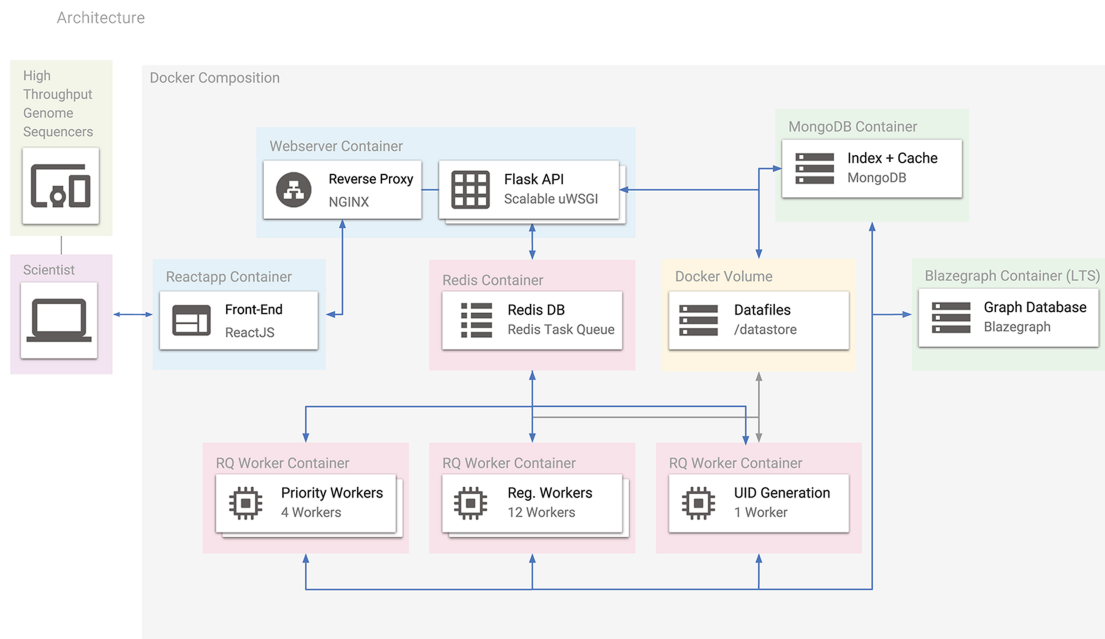 Architecture
High
Throughput
Genome
Sequencers
Docker Composition
Webserver Container
Reverse Proxy
NGINX
Flask API
Scalable uWSGI
MongoDB Container
Index + Cache
MongoDB
Scientist
Reactapp Container
Front-End
ReactJS
Redis Container
Redis DB
Redis Task Queue
Docker Volume
Datafiles
/datastore
Blazegraph Container (LTS)
Graph Database
Blazegraph
RQ Worker Container
Priority Workers
4 Workers
RQ Worker Container
Reg. Workers
12 Workers
RQ Worker Container
UID Generation
1 Worker